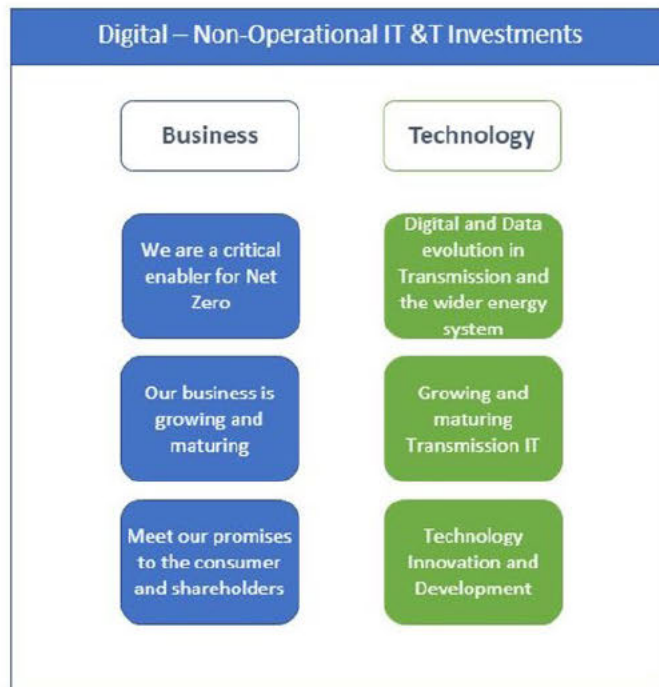 Digital – Non-Operational IT &T Investments
Business
Technology
We are a critical
enabler for Net
Zero
Digital and Data
evolution in
Transmission and
the wider energy
system
Our business is
growing and
maturing
Growing and
maturing
Transmission IT
Meet our promises
to the consumer
and shareholders
Technology
Innovation and
Development